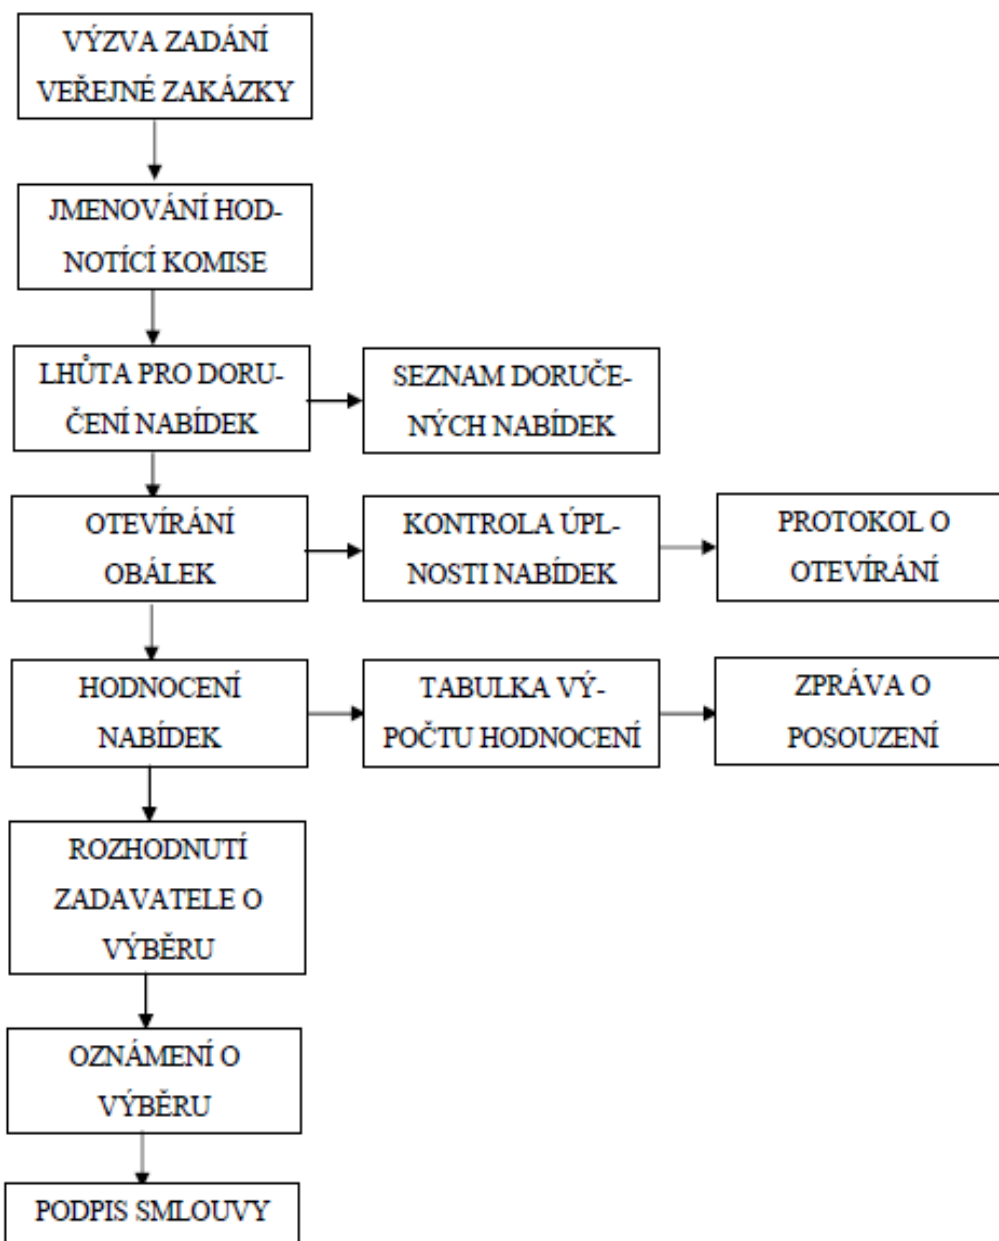 VÝZVA ZADÁNÍ
VEŘEJNÉ ZAKÁZKY
JMENOVÁNÍ HOD-
NOTÍCÍ KOMISE
LHŮTA PRO DORU-
ČENÍ NABÍDEK
SEZNAM DORUČE-
NÝCH NABÍDEK
OTEVÍRÁNÍ
OBÁLEK
KONTROLA ÚPL-
NOSTI NABÍDEK
PROTOKOL O
OTEVÍRÁNÍ
HODNOCENÍ
NABÍDEK
TABULKA VÝ-
POČTU HODNOCENÍ
ZPRÁVA O
POSOUZENÍ
ROZHODNUTÍ
ZADAVATELE O
VÝBĚRU
OZNÁMENÍ O
VÝBĚRU
PODPIS SMLOUVY